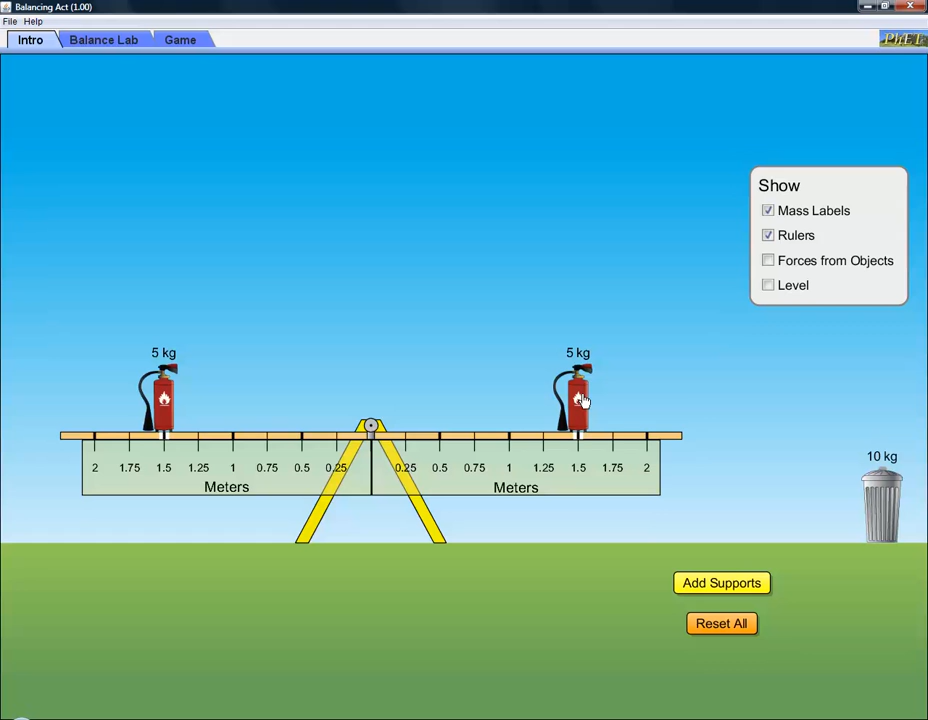 Balancing Act (1.00)
File Help
Intro Balance Lab Game PhET
Show
Mass Labels
Rulers
Forces from Objects
Level
5 kg 5 kg
2 1.75 1.5 1.25 1 0.75 0.5 0.25 0.25 0.5 0.75 1 1.25 1.5 1.75 2
Meters Meters
10 kg
Add Supports
Reset All